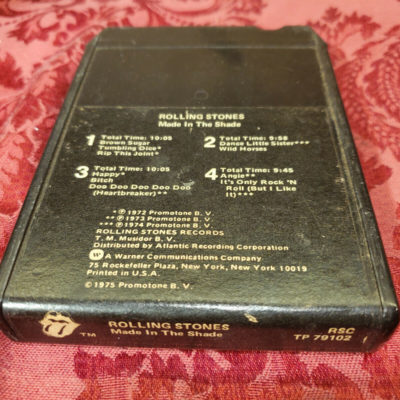 ROLLING STONES
Made In The Shade
1 Total Time: 10:05
Brown Sugar
Tumbling Dice*
Rip This Joint*
2 Total Time: 9:58
Dance Little Sister***
Wild Horses
3 Total Time: 10:05
Happy*
Bitch
Doo Doo Doo Doo Doo
(Heartbreaker)**
4 Total Time: 9:45
Angie**
It's Only Rock 'N
Roll (But I Like
It)***
*Ⓟ1972 Promotone B. V.
**Ⓟ1973 Promotone B. V.
***Ⓟ1974 Promotone B. V.
ROLLING STONES RECORDS
T. M. Musidor B. V.
Distributed by Atlantic Recording Corporation
A Warner Communications Company
75 Rockefeller Plaza, New York, New York 10019
Printed in U.S.A.
©1975 Promotone B. V.
TM
ROLLING STONES
Made In The Shade
RSC
TP 79102